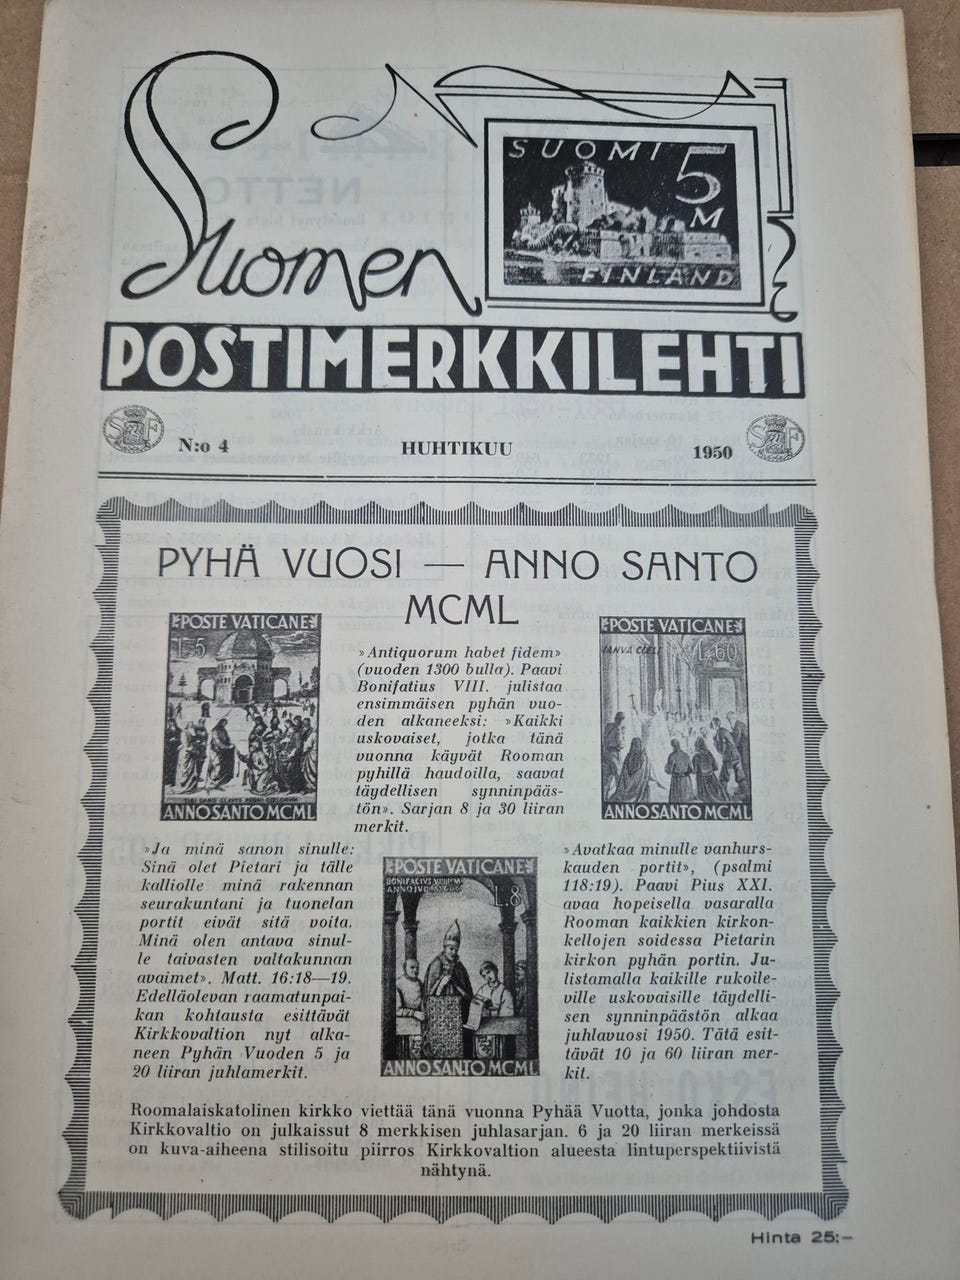 Suomen
SUOMI 5
M
FINLAND
POSTIMERKKILEHTI
S F
N:o 4 HUHTIKUU 1950
S F
PYHÄ VUOSI — ANNO SANTO
MCML
POSTE VATICANE
L.5
TIBI DABO CLAVES REGNI COELORUM
ANNO SANTO MCML
»Antiquorum habet fidem»
(vuoden 1300 bulla). Paavi
Bonifatius VIII. julistaa
ensimmäisen pyhän vuo-
den alkaneeksi: »Kaikki
uskovaiset, jotka tänä
vuonna käyvät Rooman
pyhillä haudoilla, saavat
täydellisen synninpääs-
tön». Sarjan 8 ja 30 liiran
merkit.
POSTE VATICANE
IANVA COELI L.60
ANNO SANTO MCML
»Ja minä sanon sinulle:
Sinä olet Pietari ja tälle
kalliolle minä rakennan
seurakuntani ja tuonelan
portit eivät sitä voita.
Minä olen antava sinul-
le taivasten valtakunnan
avaimet». Matt. 16:18—19.
Edelläolevan raamatunpai-
kan kohtausta esittävät
Kirkkovaltion nyt alka-
neen Pyhän Vuoden 5 ja
20 liiran juhlamerkit.
POSTE VATICANE
L.8
ANNO SANTO MCML
»Avatkaa minulle vanhurs-
kauden portit», (psalmi
118:19). Paavi Pius XXI.
avaa hopeisella vasaralla
Rooman kaikkien kirkon-
kellojen soidessa Pietarin
kirkon pyhän portin. Ju-
listamalla kaikille rukoile-
ville uskovaisille täydelli-
sen synninpäästön alkaa
juhlavuosi 1950. Tätä esit-
tävät 10 ja 60 liiran mer-
kit.
Roomalaiskatolinen kirkko viettää tänä vuonna Pyhää Vuotta, jonka johdosta
Kirkkovaltio on julkaissut 8 merkkisen juhlasarjan. 6 ja 20 liiran merkeissä
on kuva-aiheena stilisoitu piirros Kirkkovaltion alueesta lintuperspektiivistä
nähtynä.
Hinta 25:—